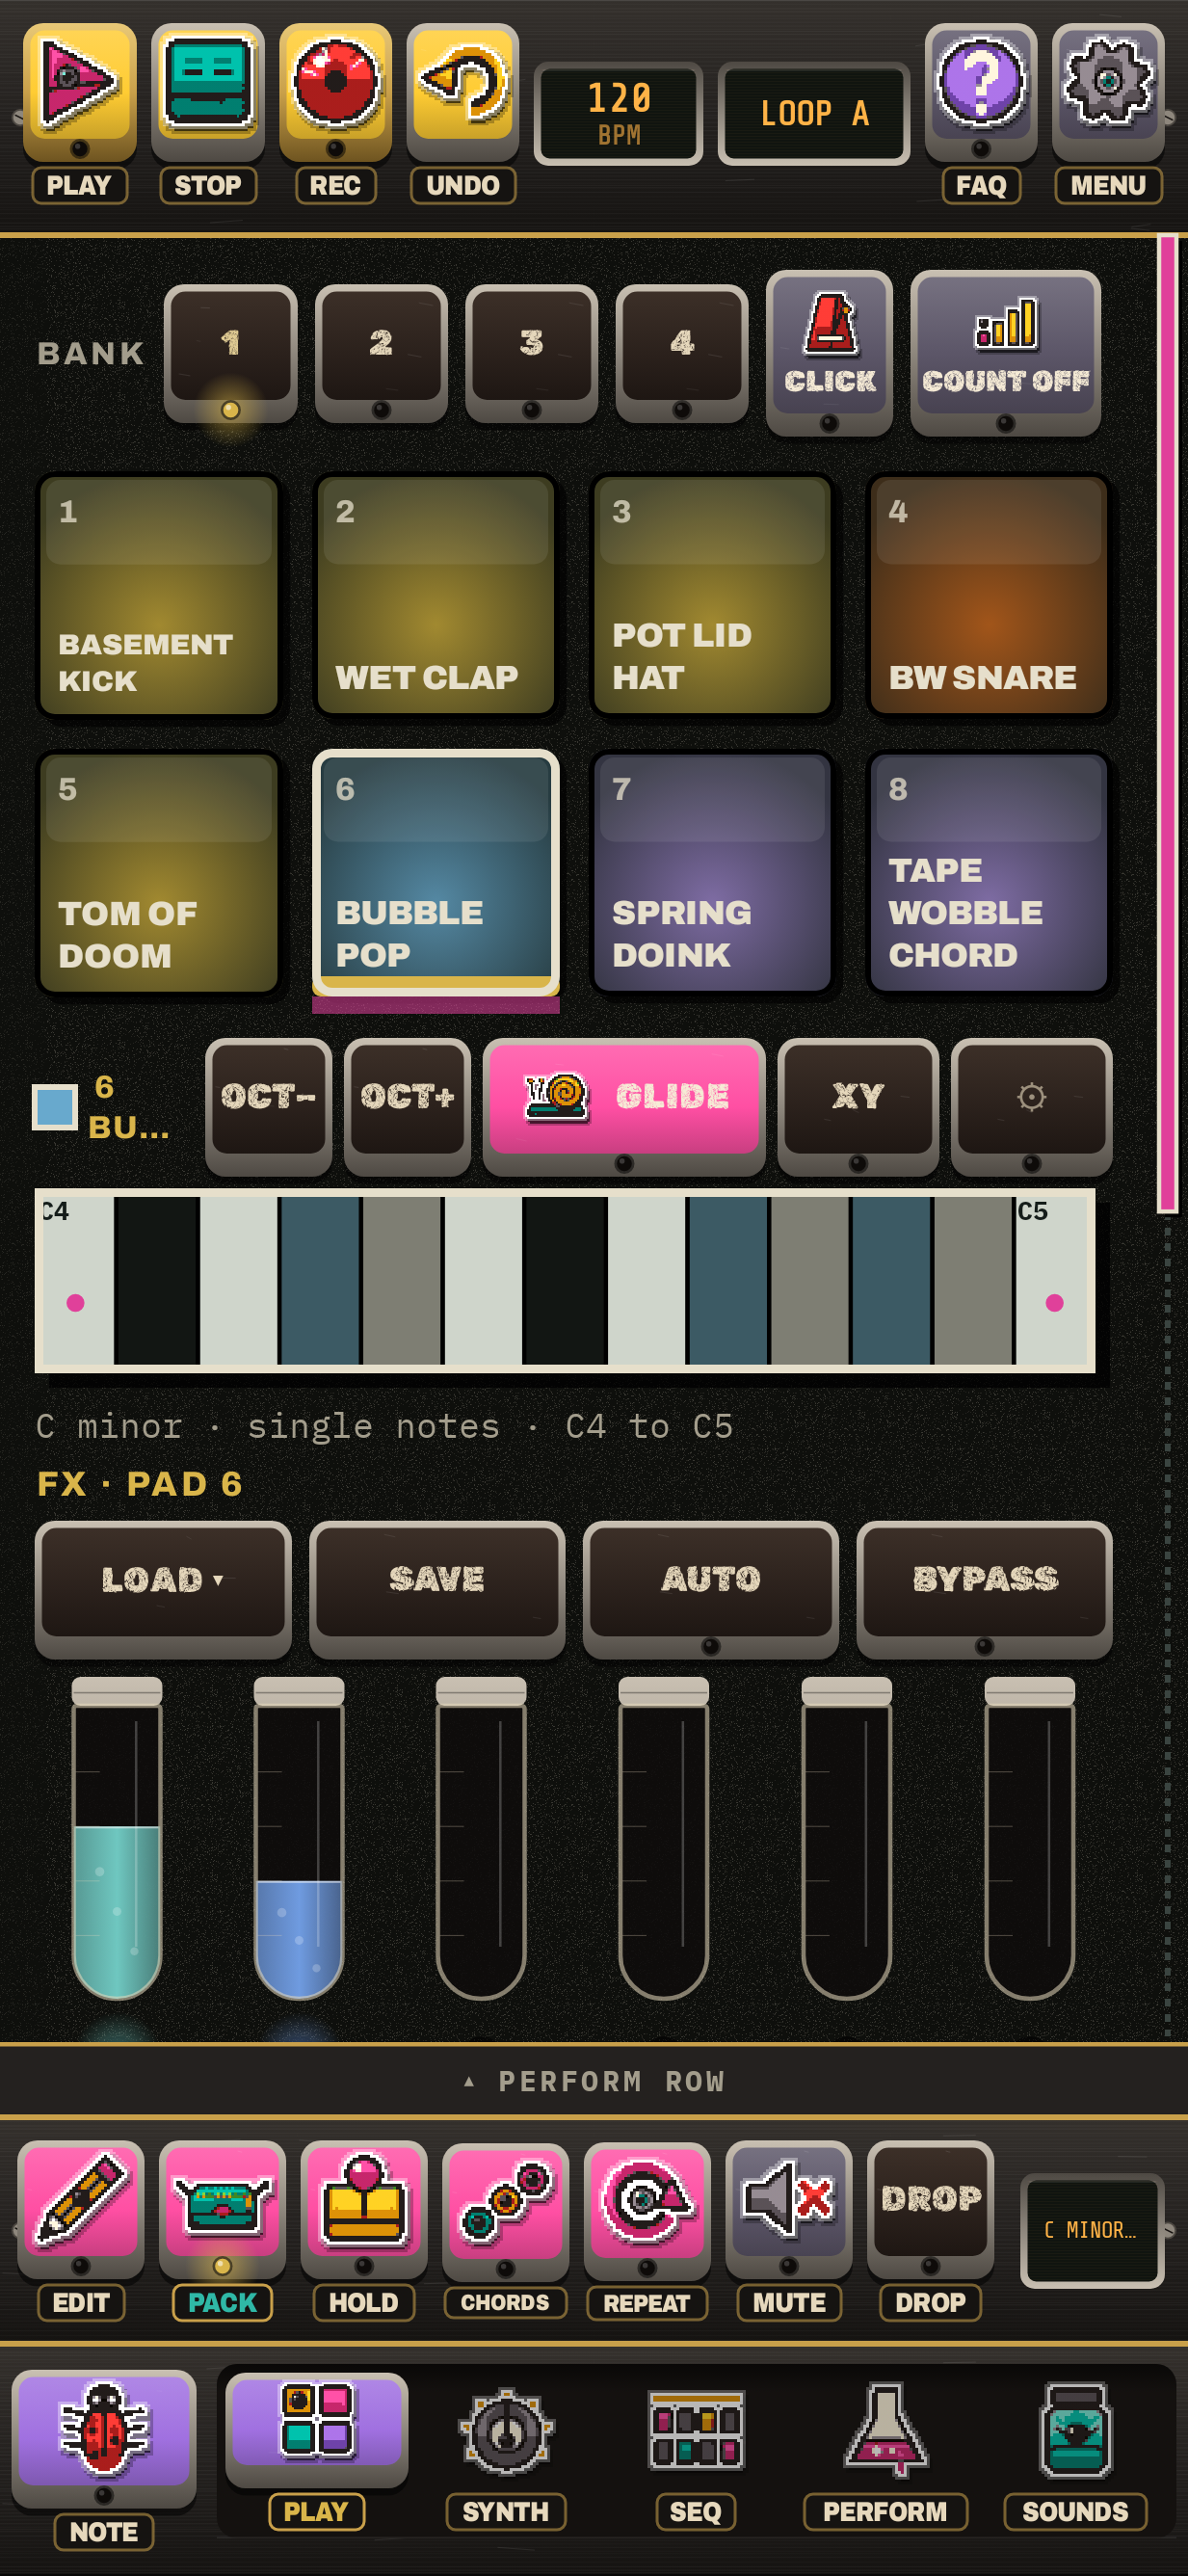 PLAY STOP REC UNDO
120
BPM
LOOP A
FAQ MENU
BANK 1 2 3 4 CLICK COUNT OFF
1 2 3 4
BASEMENT
KICK
WET CLAP
POT LID
HAT
BW SNARE
5 6 7 8
TOM OF
DOOM
BUBBLE
POP
SPRING
DOINK
TAPE
WOBBLE
CHORD
6
BU...
OCT- OCT+ GLIDE XY
C4 C5
C minor · single notes · C4 to C5
FX · PAD 6
LOAD ▾ SAVE AUTO BYPASS
▴ PERFORM ROW
DROP
C MINOR…
EDIT PACK HOLD CHORDS REPEAT MUTE DROP
NOTE PLAY SYNTH SEQ PERFORM SOUNDS